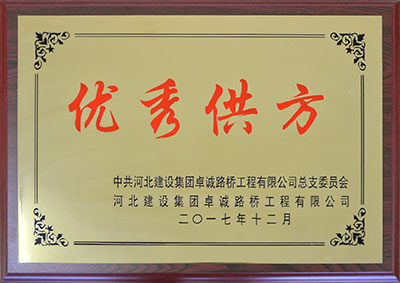 优秀供方
中共河北建设集团卓诚路桥工程有限公司总支委员会
河北建设集团卓诚路桥工程有限公司
二〇一七年十二月